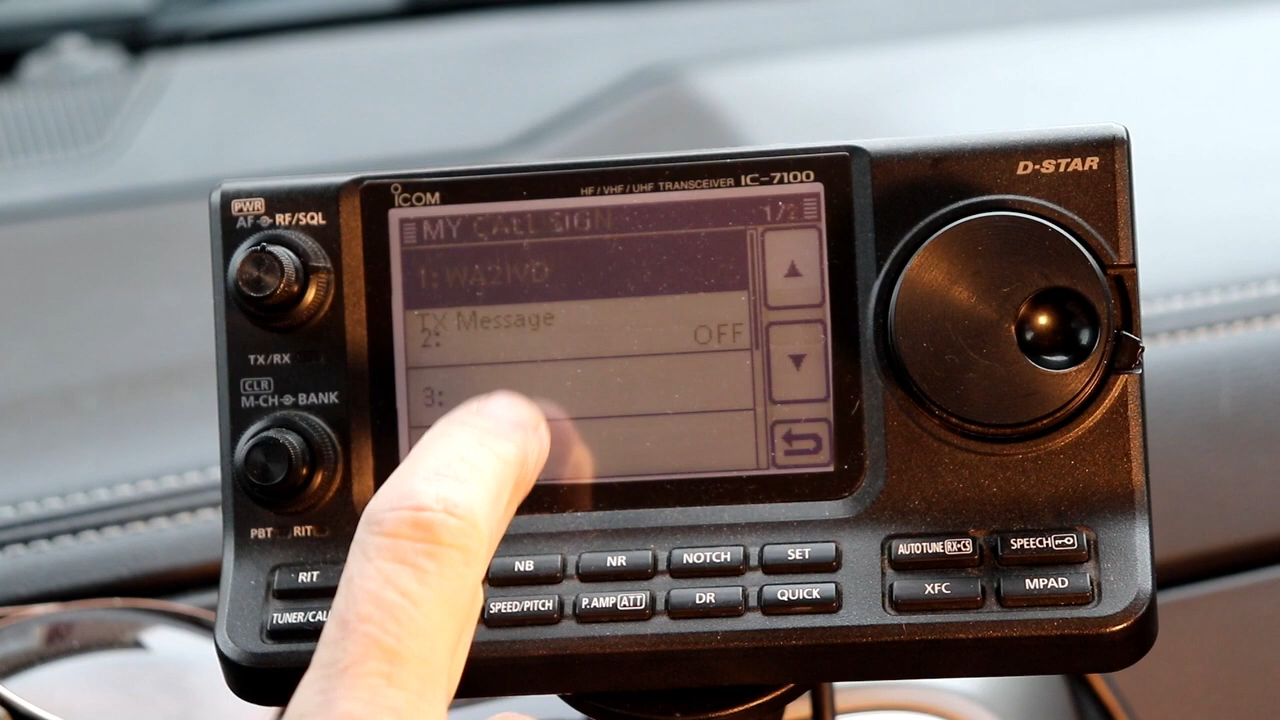 PWR
AF RF/SQL
ICOM
HF/VHF/UHF TRANSCEIVER IC-7100
D-STAR
MY CALL SIGN 1/2
1: WA2IVD
TX Message
2: OFF
3:
TX/RX
CLR
M-CH BANK
PBT RIT
RIT
NB
NR
NOTCH
SET
AUTOTUNE RX-CS
SPEECH
TUNER/CAL
SPEED/PITCH
P.AMP ATT
DR
QUICK
XFC
MPAD